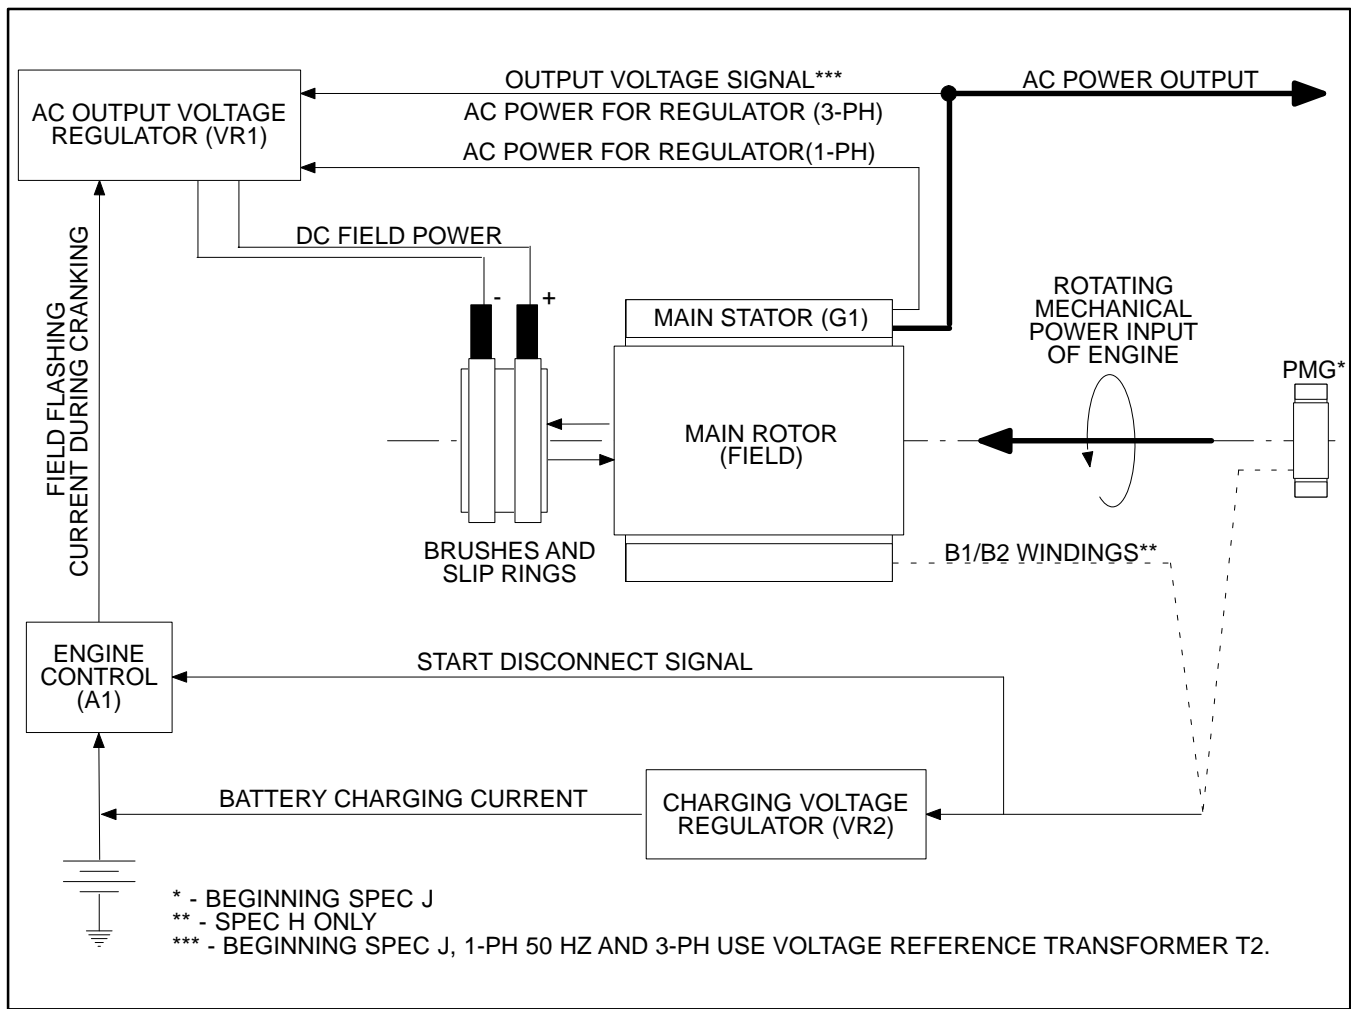 OUTPUT VOLTAGE SIGNAL***
AC POWER OUTPUT
AC OUTPUT VOLTAGE
REGULATOR (VR1)
AC POWER FOR REGULATOR (3-PH)
AC POWER FOR REGULATOR(1-PH)
DC FIELD POWER
FIELD FLASHING
CURRENT DURING CRANKING
- +
MAIN STATOR (G1)
ROTATING
MECHANICAL
POWER INPUT
OF ENGINE
PMG*
MAIN ROTOR
(FIELD)
BRUSHES AND
SLIP RINGS
B1/B2 WINDINGS**
ENGINE
CONTROL
(A1)
START DISCONNECT SIGNAL
BATTERY CHARGING CURRENT
CHARGING VOLTAGE
REGULATOR (VR2)
* - BEGINNING SPEC J
** - SPEC H ONLY
*** - BEGINNING SPEC J, 1-PH 50 HZ AND 3-PH USE VOLTAGE REFERENCE TRANSFORMER T2.